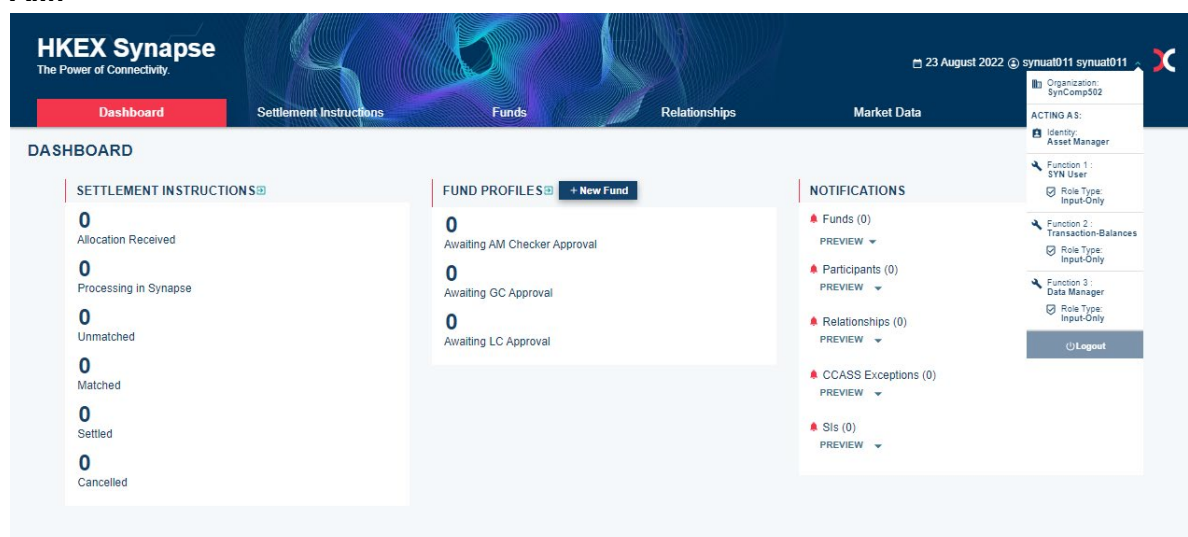 HKEX Synapse
The Power of Connectivity.
23 August 2022 synuat011 synuat011
Dashboard
Settlement Instructions
Funds
Relationships
Market Data
Organization:
SynComp502
ACTING AS:
Identity:
Asset Manager
Function 1 :
SYN User
Role Type:
Input-Only
Function 2 :
Transaction-Balances
Role Type:
Input-Only
Function 3 :
Data Manager
Role Type:
Input-Only
Logout
DASHBOARD
SETTLEMENT INSTRUCTIONS
0
Allocation Received
0
Processing in Synapse
0
Unmatched
0
Matched
0
Settled
0
Cancelled
FUND PROFILES
+ New Fund
0
Awaiting AM Checker Approval
0
Awaiting GC Approval
0
Awaiting LC Approval
NOTIFICATIONS
Funds (0)
PREVIEW
Participants (0)
PREVIEW
Relationships (0)
PREVIEW
CCASS Exceptions (0)
PREVIEW
SIs (0)
PREVIEW